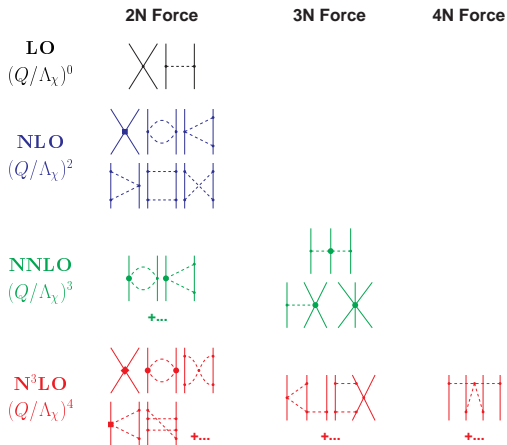 2N Force 3N Force 4N Force
LO
(Q/Λχ)⁰
NLO
(Q/Λχ)²
NNLO
(Q/Λχ)³
+...
N³LO
(Q/Λχ)⁴
+... +... +...